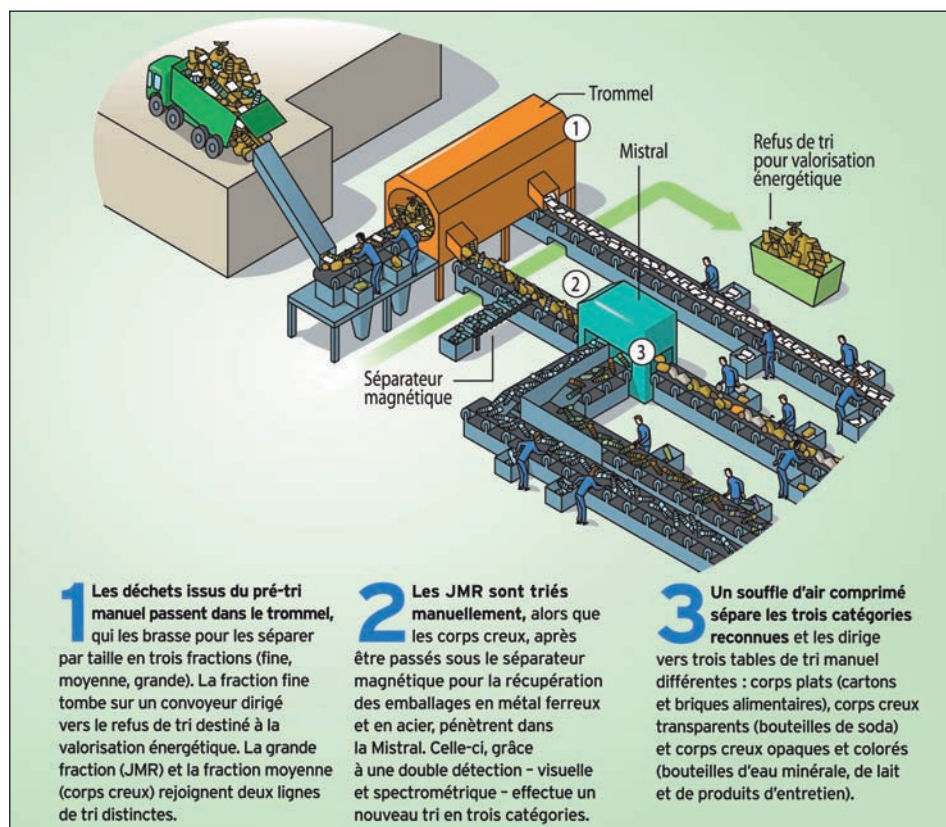 Trommel
1
Mistral
Refus de tri
pour valorisation
énergétique
2
3
Séparateur
magnétique
1 Les déchets issus du pré-tri
manuel passent dans le trommel,
qui les brasse pour les séparer
par taille en trois fractions (fine,
moyenne, grande). La fraction fine
tombe sur un convoyeur dirigé
vers le refus de tri destiné à la
valorisation énergétique. La grande
fraction (JMR) et la fraction moyenne
(corps creux) rejoignent deux lignes
de tri distinctes.
2 Les JMR sont triés
manuellement, alors que
les corps creux, après
être passés sous le séparateur
magnétique pour la récupération
des emballages en métal ferreux
et en acier, pénètrent dans
la Mistral. Celle-ci, grâce
à une double détection – visuelle
et spectrométrique – effectue un
nouveau tri en trois catégories.
3 Un souffle d'air comprimé
sépare les trois catégories
reconnues et les dirige
vers trois tables de tri manuel
différentes : corps plats (cartons
et briques alimentaires), corps creux
transparents (bouteilles de soda)
et corps creux opaques et colorés
(bouteilles d'eau minérale, de lait
et de produits d'entretien).